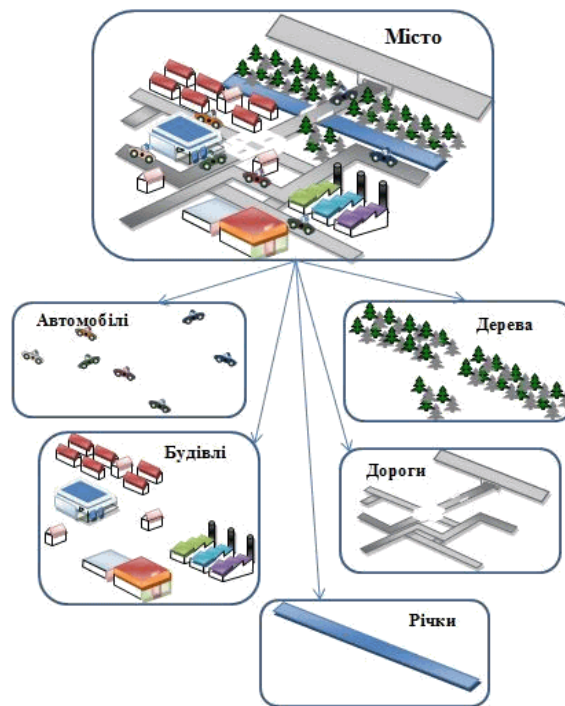 Місто
Автомобілі
Дерева
Будівлі
Дороги
Річки